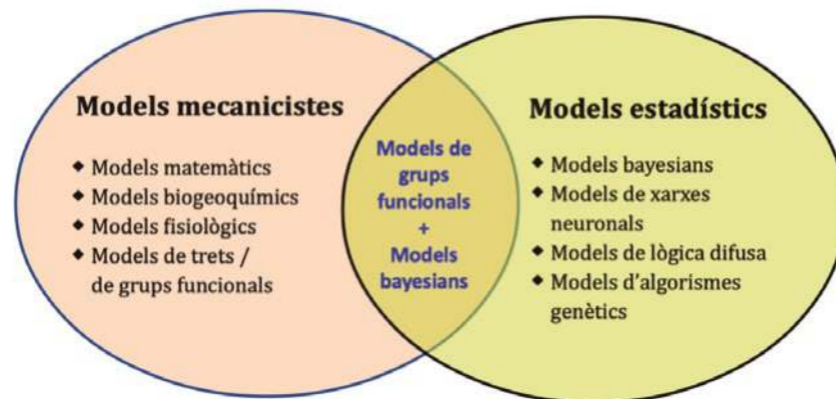 Models mecanicistes
◆ Models matemàtics
◆ Models biogeoquímics
◆ Models fisiològics
◆ Models de trets /
de grups funcionals
Models de
grups
funcionals
+
Models
bayesians
Models estadístics
◆ Models bayesians
◆ Models de xarxes
neuronals
◆ Models de lògica difusa
◆ Models d’algorismes
genètics